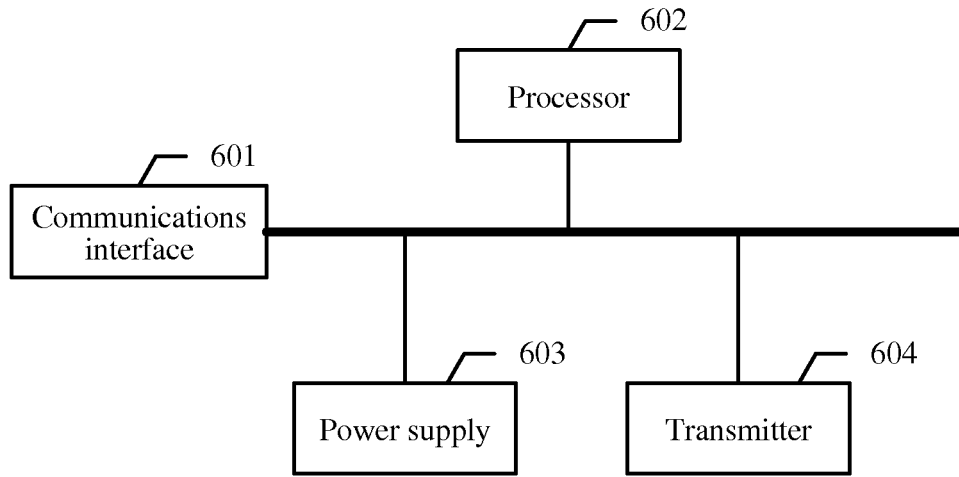 602
Processor
601
Communications
interface
603
Power supply
604
Transmitter